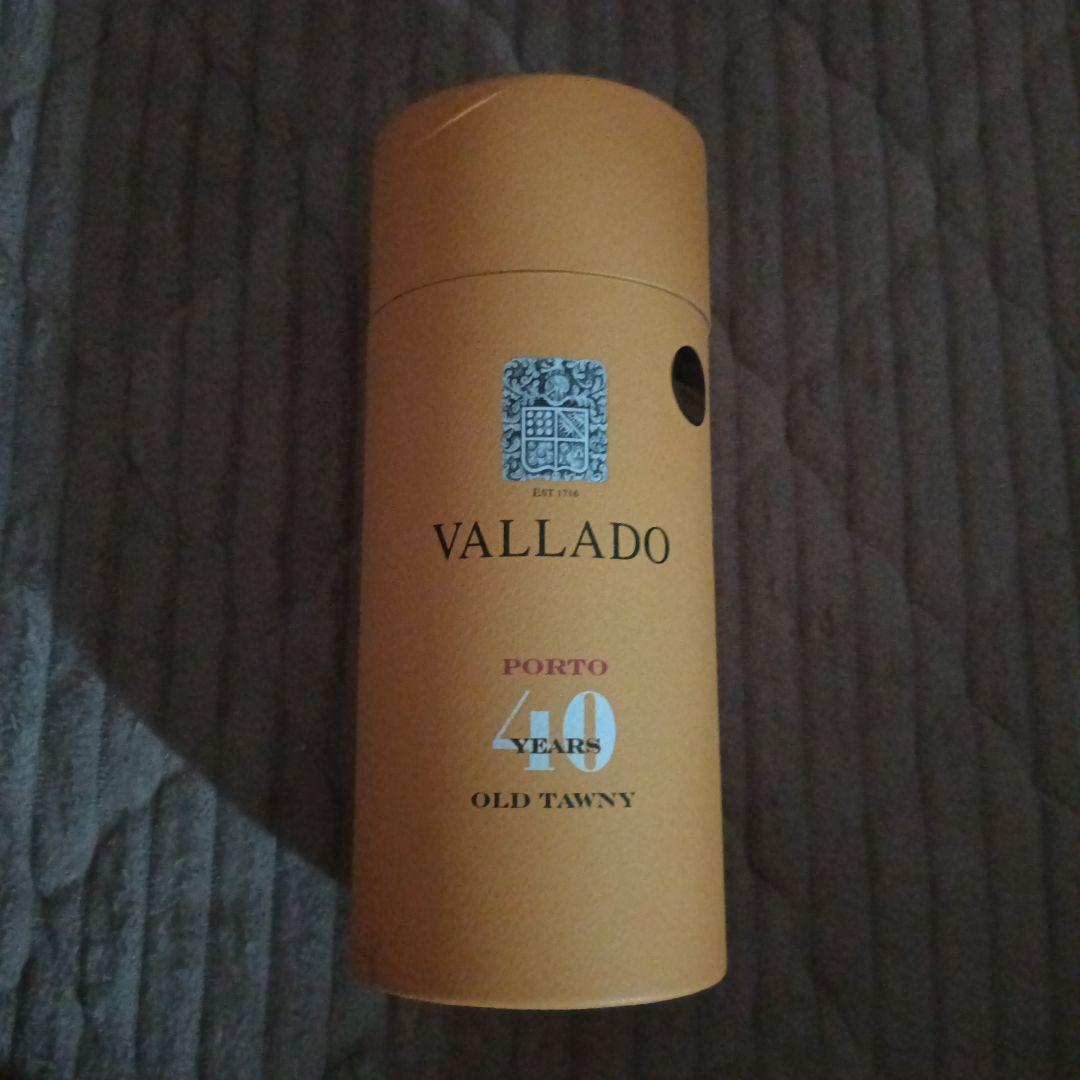 EST 1716
VALLADO
PORTO
40
YEARS
OLD TAWNY